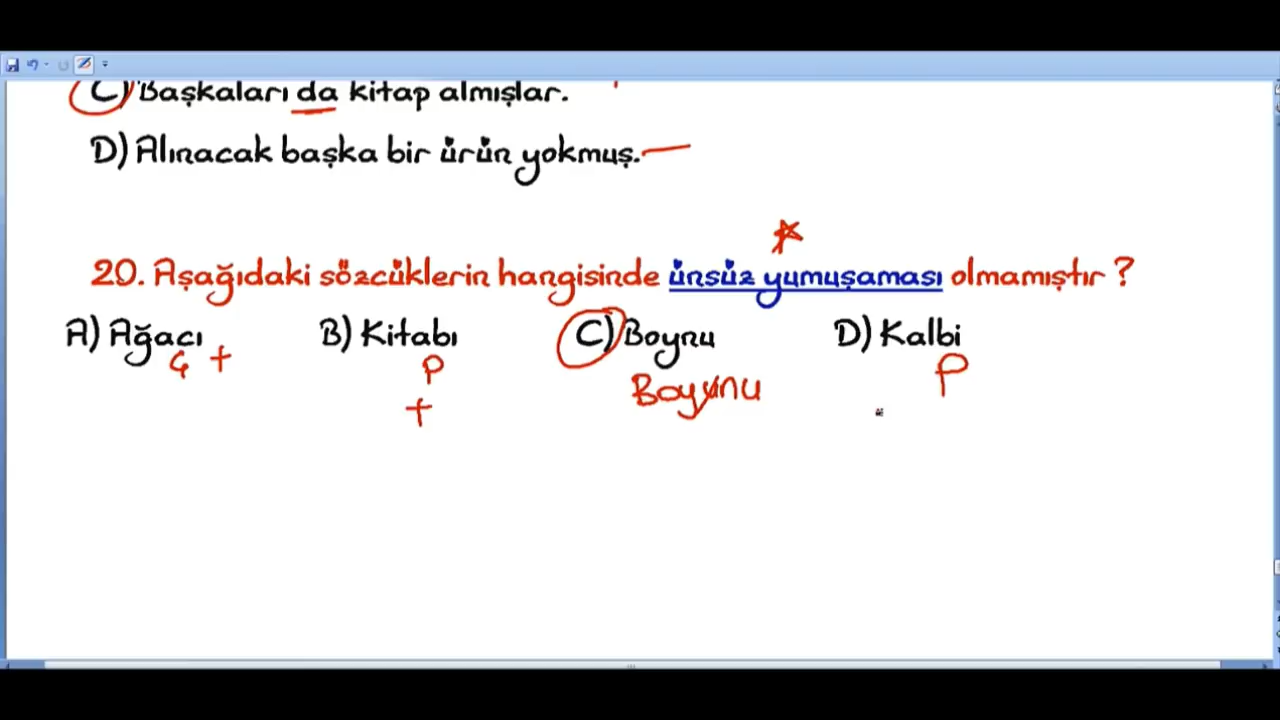 C) Başkaları da kitap almışlar.
D) Alınacak başka bir ürün yokmuş.
20. Aşağıdaki sözcüklerin hangisinde ünsüz yumuşaması olmamıştır ?
A) Ağacı B) Kitabı C) Boynu D) Kalbi
ç + p Boyunu p
+